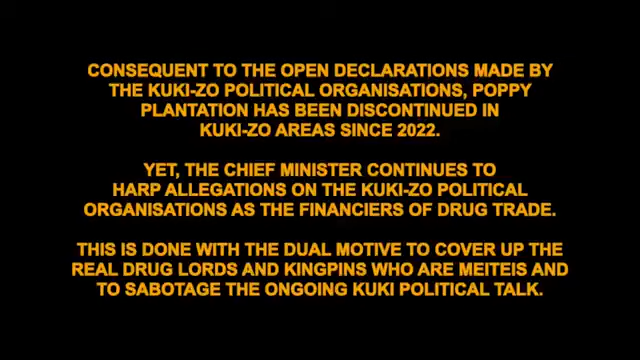 CONSEQUENT TO THE OPEN DECLARATIONS MADE BY
THE KUKI-ZO POLITICAL ORGANISATIONS, POPPY
PLANTATION HAS BEEN DISCONTINUED IN
KUKI-ZO AREAS SINCE 2022.
YET, THE CHIEF MINISTER CONTINUES TO
HARP ALLEGATIONS ON THE KUKI-ZO POLITICAL
ORGANISATIONS AS THE FINANCIERS OF DRUG TRADE.
THIS IS DONE WITH THE DUAL MOTIVE TO COVER UP THE
REAL DRUG LORDS AND KINGPINS WHO ARE MEITEIS AND
TO SABOTAGE THE ONGOING KUKI POLITICAL TALK.